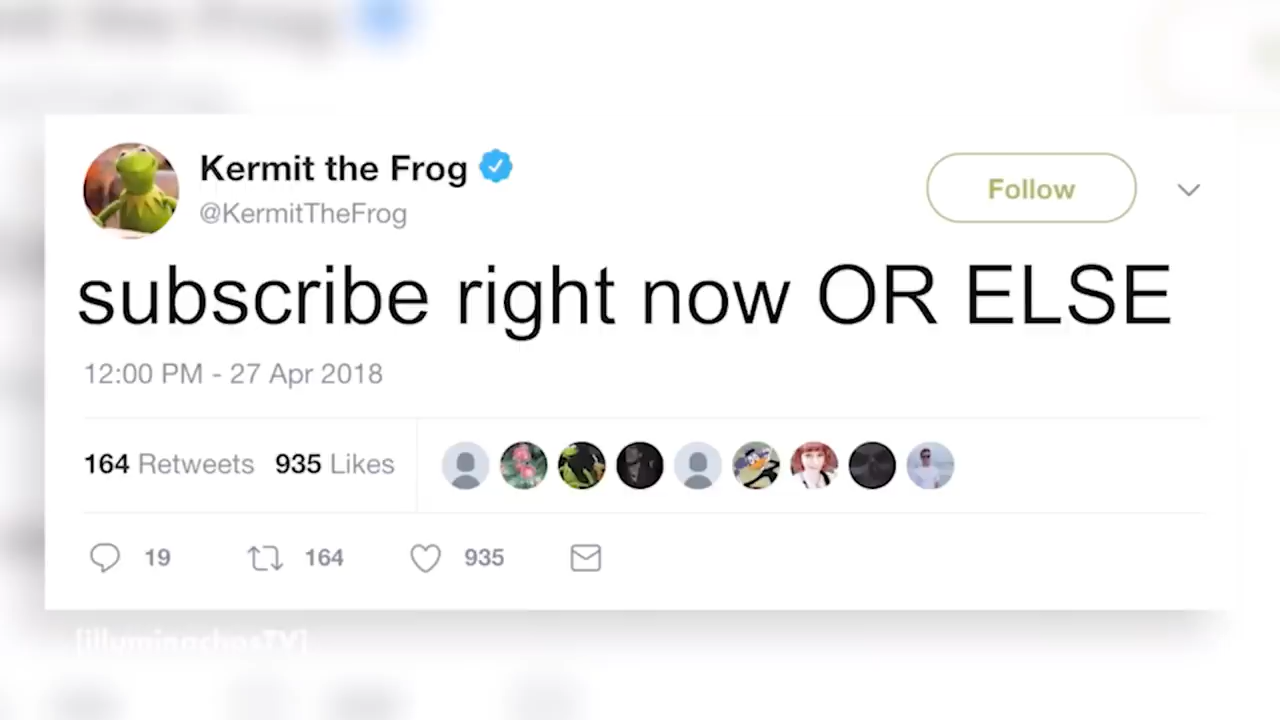 Kermit the Frog
@KermitTheFrog
Follow
subscribe right now OR ELSE
12:00 PM - 27 Apr 2018
164 Retweets 935 Likes
19 164 935